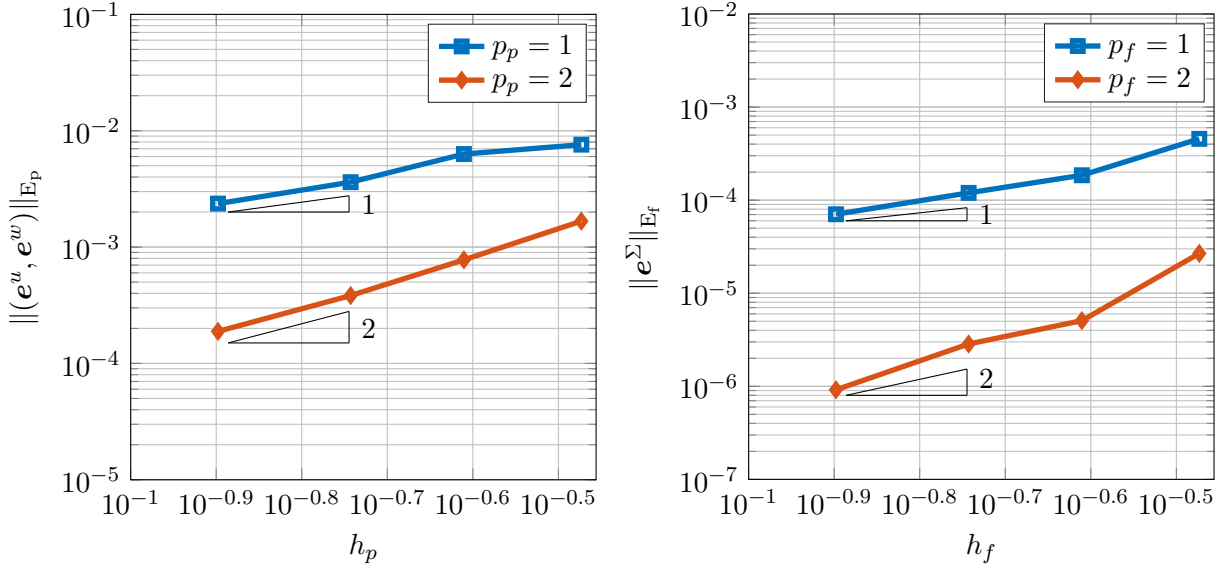 10⁻¹
10⁻²
10⁻³
10⁻⁴
10⁻⁵
‖(eᵘ, eʷ)‖_{E_p}
p_p = 1
p_p = 2
1
2
10⁻¹ 10^{-0.9} 10^{-0.8} 10^{-0.7} 10^{-0.6} 10^{-0.5}
h_p
10⁻²
10⁻³
10⁻⁴
10⁻⁵
10⁻⁶
10⁻⁷
‖e^Σ‖_{E_f}
p_f = 1
p_f = 2
1
2
10⁻¹ 10^{-0.9} 10^{-0.8} 10^{-0.7} 10^{-0.6} 10^{-0.5}
h_f